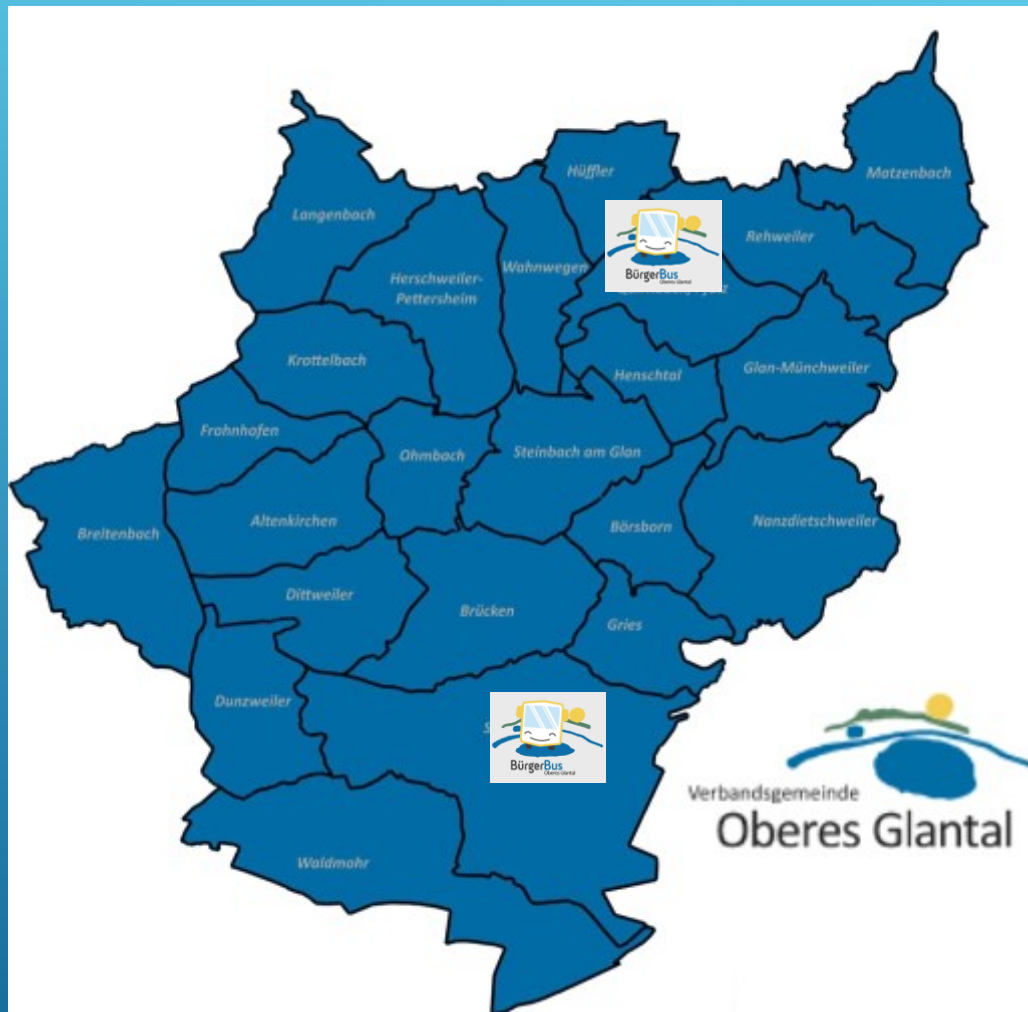 Matzenbach
Hüffler
Langenbach
Rehweiler
Wahnwegen
Herschweiler-
Pettersheim
BürgerBus
Oberes Glantal
Krottelbach
Henschtal
Glan-Münchweiler
Frohnhofen
Ohmbach
Steinbach am Glan
Altenkirchen
Börsborn
Nanzdietschweiler
Breitenbach
Dittweiler
Brücken
Gries
Dunzweiler
BürgerBus
Oberes Glantal
Verbandsgemeinde
Oberes Glantal
Waldmohr